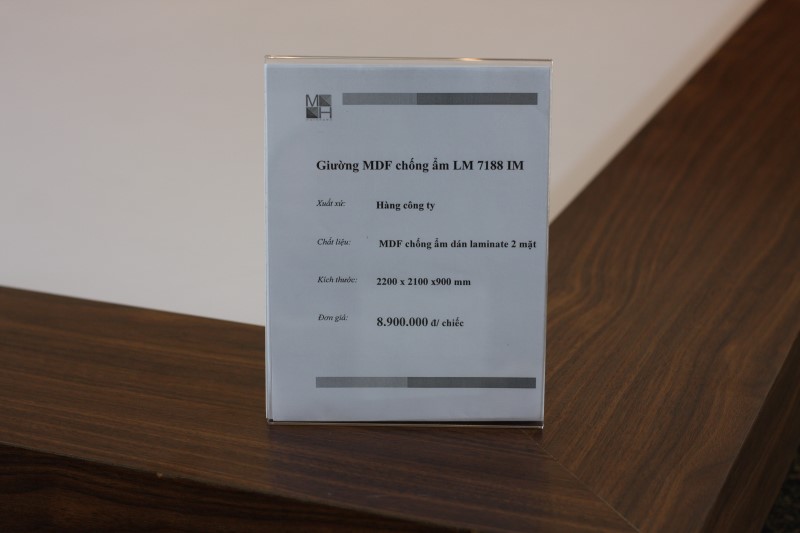 MH
Giường MDF chống ẩm LM 7188 IM
Xuất xứ: Hàng công ty
Chất liệu: MDF chống ẩm dán laminate 2 mặt
Kích thước: 2200 x 2100 x900 mm
Đơn giá: 8.900.000 đ/ chiếc